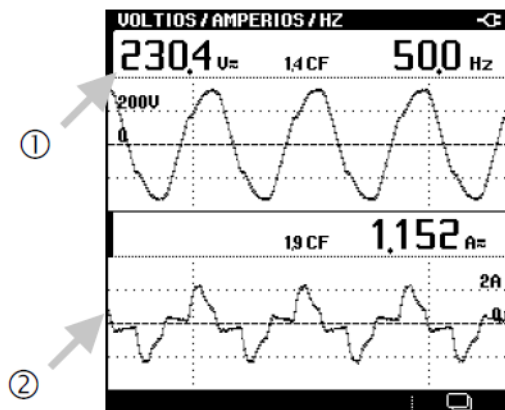 VOLTIOS / AMPERIOS / HZ
① 230.4 V≂ 1,4 CF 50.0 Hz
200V
0
1,9 CF 1.152 A≂
2A
0
②